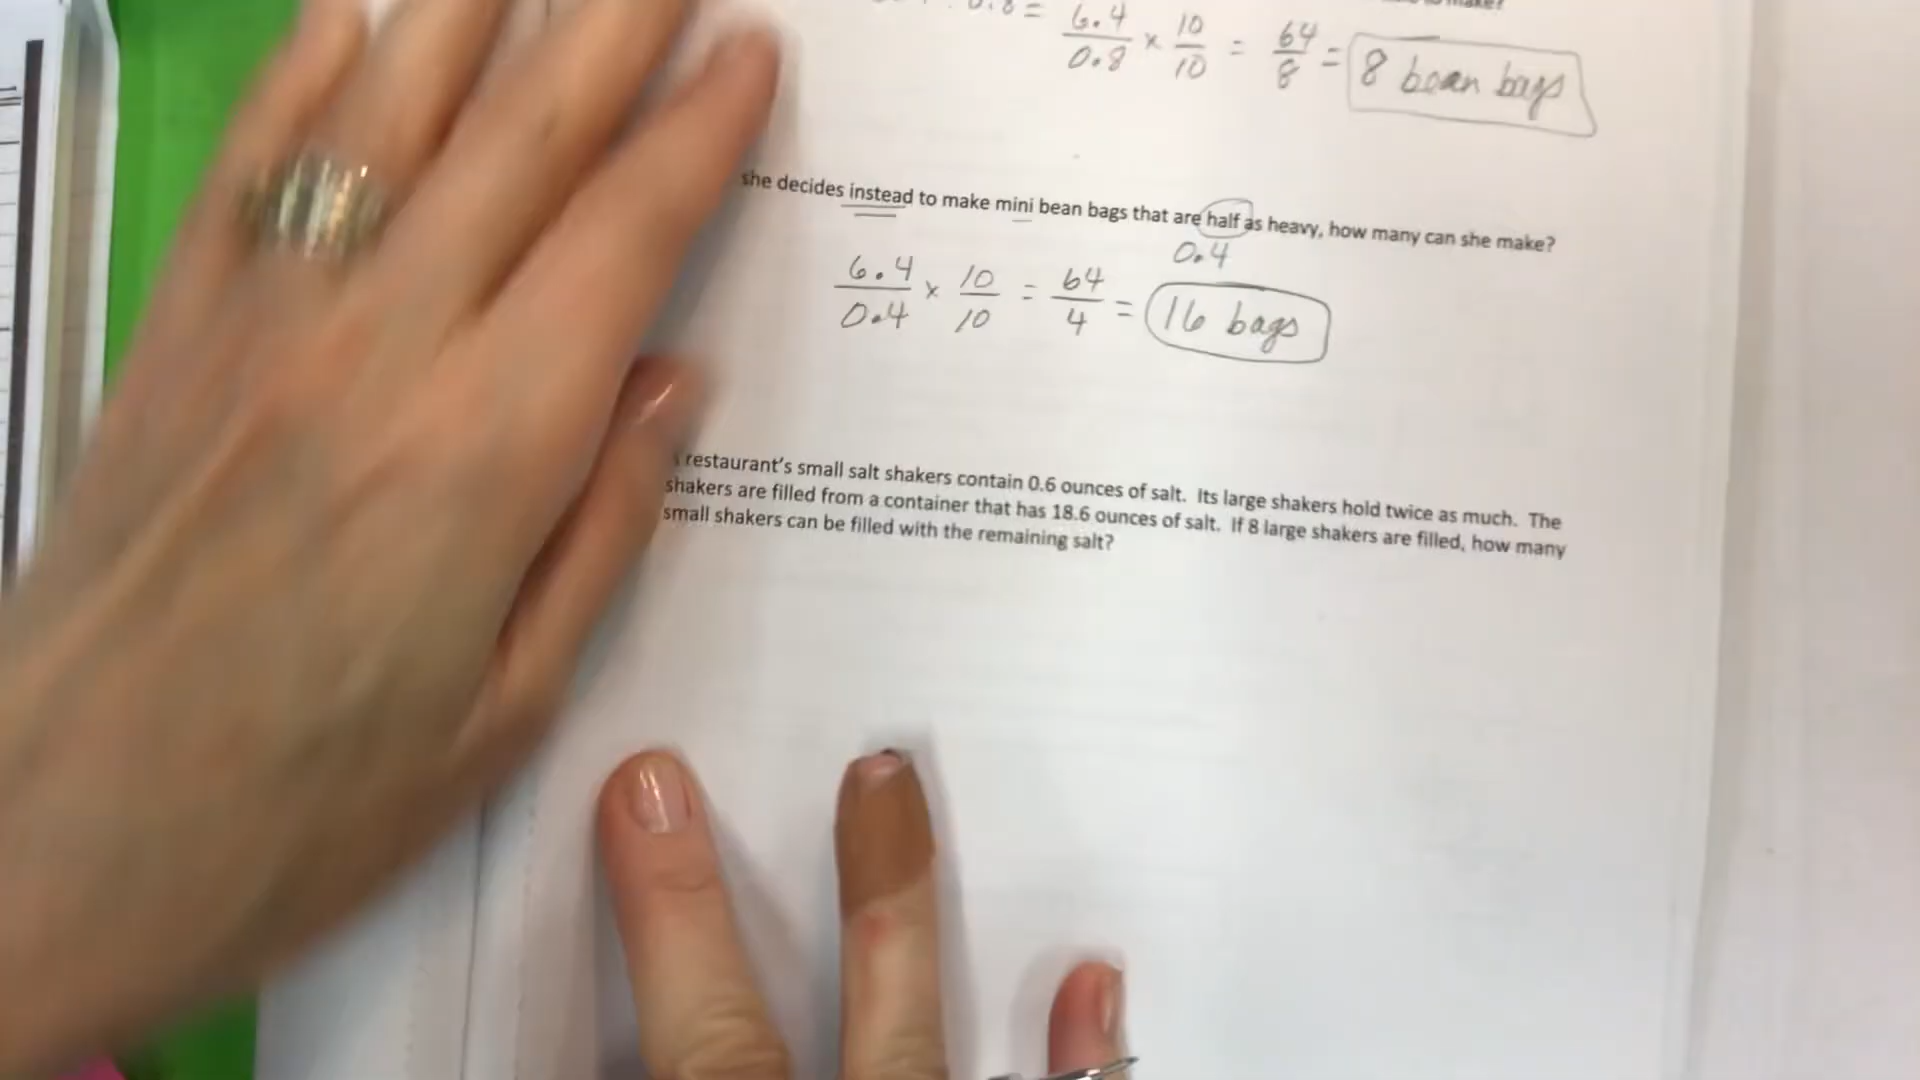 0.8 = 6.4/0.8 × 10/10 = 64/8 = 8 bean bags
she decides instead to make mini bean bags that are half as heavy, how many can she make?
0.4
6.4/0.4 × 10/10 = 64/4 = 16 bags
restaurant's small salt shakers contain 0.6 ounces of salt. Its large shakers hold twice as much. The
shakers are filled from a container that has 18.6 ounces of salt. If 8 large shakers are filled, how many
small shakers can be filled with the remaining salt?